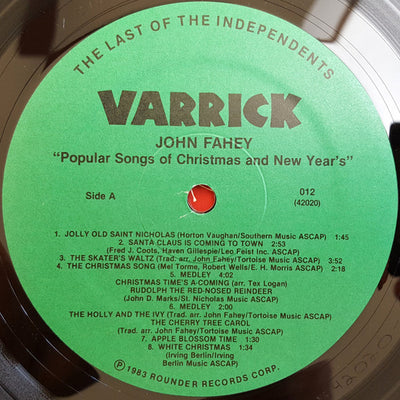 THE LAST OF THE INDEPENDENTS
VARRICK
JOHN FAHEY
"Popular Songs of Christmas and New Year's"
Side A
012
(42020)
1. JOLLY OLD SAINT NICHOLAS (Horton Vaughan/Southern Music ASCAP) 1:45
2. SANTA CLAUS IS COMING TO TOWN 2:53
(Fred J. Coots, Haven Gillespie/Leo Feist Inc. ASCAP)
3. THE SKATER'S WALTZ (Trad. arr. John Fahey/Tortoise Music ASCAP) 3:52
4. THE CHRISTMAS SONG (Mel Torme, Robert Wells/E. H. Morris ASCAP) 2:18
5. MEDLEY 4:02
CHRISTMAS TIME'S A-COMING (arr. Tex Logan)
RUDOLPH THE RED-NOSED REINDEER
(John D. Marks/St. Nicholas Music ASCAP)
6. MEDLEY 2:00
THE HOLLY AND THE IVY (Trad. arr. John Fahey/Tortoise Music ASCAP)
THE CHERRY TREE CAROL
(Trad. arr. John Fahey/Tortoise Music ASCAP)
7. APPLE BLOSSOM TIME 1:30
8. WHITE CHRISTMAS 1:34
(Irving Berlin/Irving
Berlin Music ASCAP)
Ⓟ 1983 ROUNDER RECORDS CORP.